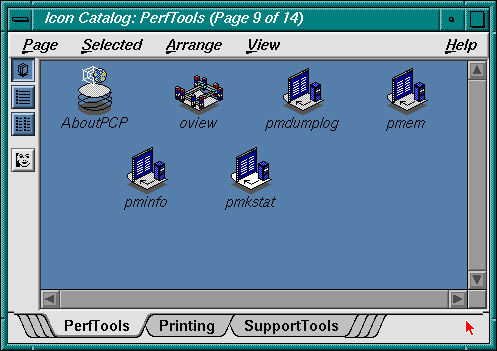 Icon Catalog: PerfTools (Page 9 of 14)
Page Selected Arrange View Help
AboutPCP oview pmdumplog pmem
pminfo pmkstat
PerfTools Printing SupportTools